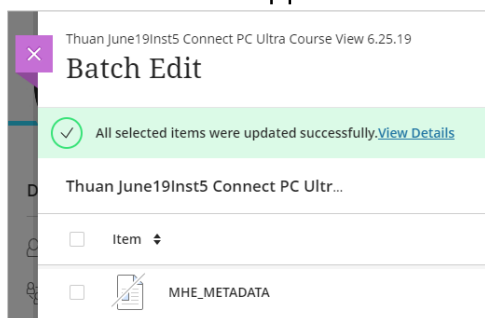 Thuan June19Inst5 Connect PC Ultra Course View 6.25.19
Batch Edit
All selected items were updated successfully.View Details
Thuan June19Inst5 Connect PC Ultr...
Item
MHE_METADATA